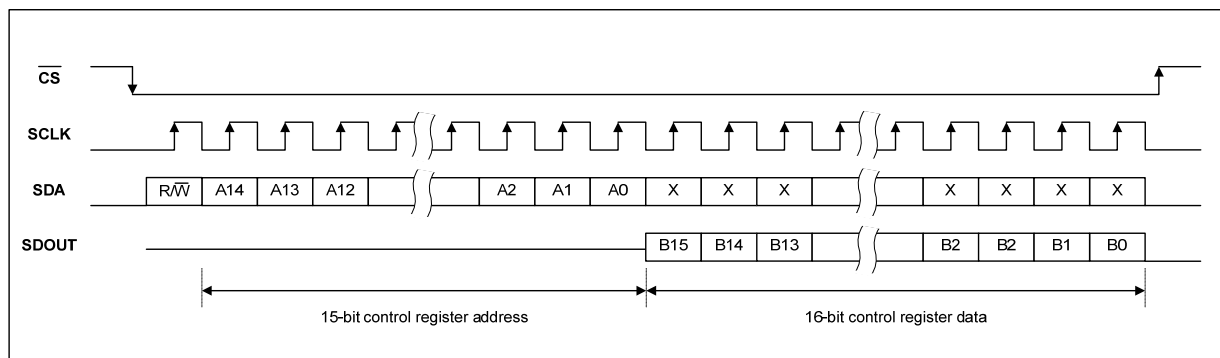 CS
SCLK
SDA R/W A14 A13 A12 A2 A1 A0 X X X X X X X
SDOUT B15 B14 B13 B2 B2 B1 B0
15-bit control register address 16-bit control register data